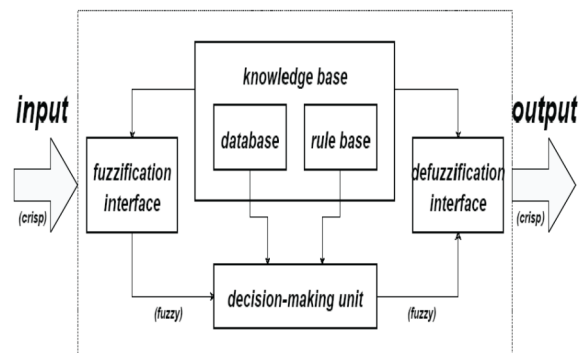 knowledge base
input
output
database
rule base
fuzzification
interface
defuzzification
interface
(crisp)
(crisp)
decision-making unit
(fuzzy)
(fuzzy)